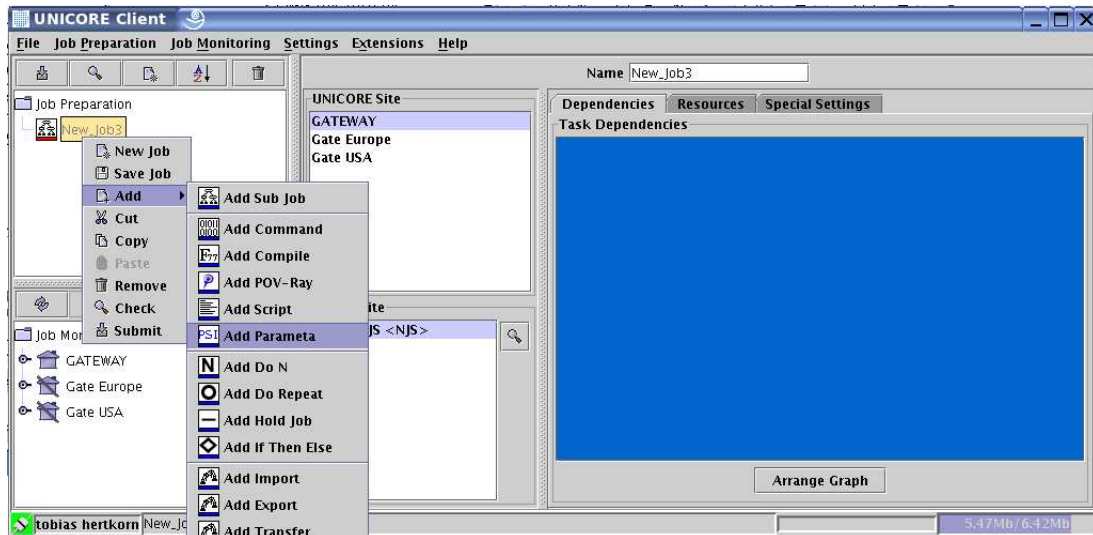 UNICORE Client
File Job Preparation Job Monitoring Settings Extensions Help
Name New_Job3
Job Preparation
New_Job3
UNICORE Site
GATEWAY
Gate Europe
Gate USA
Dependencies Resources Special Settings
Task Dependencies
New Job
Save Job
Add
Cut
Copy
Paste
Remove
Check
Submit
Add Sub Job
Add Command
F77 Add Compile
Add POV-Ray
Add Script
PSI Add Parameta
N Add Do N
Add Do Repeat
Add Hold Job
Add If Then Else
Add Import
Add Export
Add Transfer
ite
JS <NJS>
Job Mor
GATEWAY
Gate Europe
Gate USA
Arrange Graph
tobias hertkorn New_Jo
5.47Mb/6.42Mb